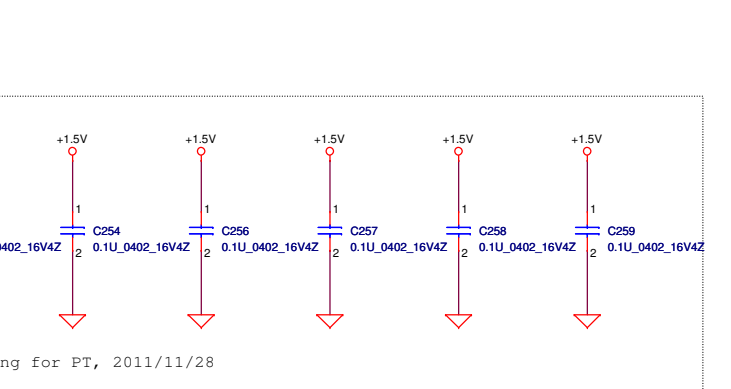 +1.5V +1.5V +1.5V +1.5V +1.5V
1 1 1 1 1
C254 C256 C257 C258 C259
0402_16V4Z 0.1U_0402_16V4Z 0.1U_0402_16V4Z 0.1U_0402_16V4Z 0.1U_0402_16V4Z 0.1U_0402_16V4Z
2 2 2 2 2
ng for PT, 2011/11/28